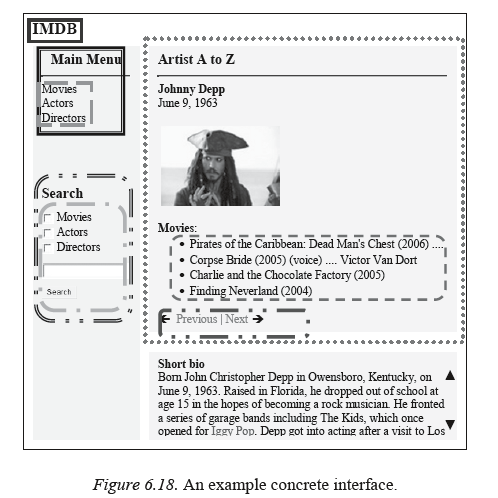 IMDB
Main Menu
Movies
Actors
Directors
Search
Movies
Actors
Directors
Search
Artist A to Z
Johnny Depp
June 9, 1963
Movies:
• Pirates of the Caribbean: Dead Man's Chest (2006) ....
• Corpse Bride (2005) (voice) .... Victor Van Dort
• Charlie and the Chocolate Factory (2005)
• Finding Neverland (2004)
Previous | Next
Short bio
Born John Christopher Depp in Owensboro, Kentucky, on
June 9, 1963. Raised in Florida, he dropped out of school at
age 15 in the hopes of becoming a rock musician. He fronted
a series of garage bands including The Kids, which once
opened for Iggy Pop. Depp got into acting after a visit to Los
Figure 6.18. An example concrete interface.